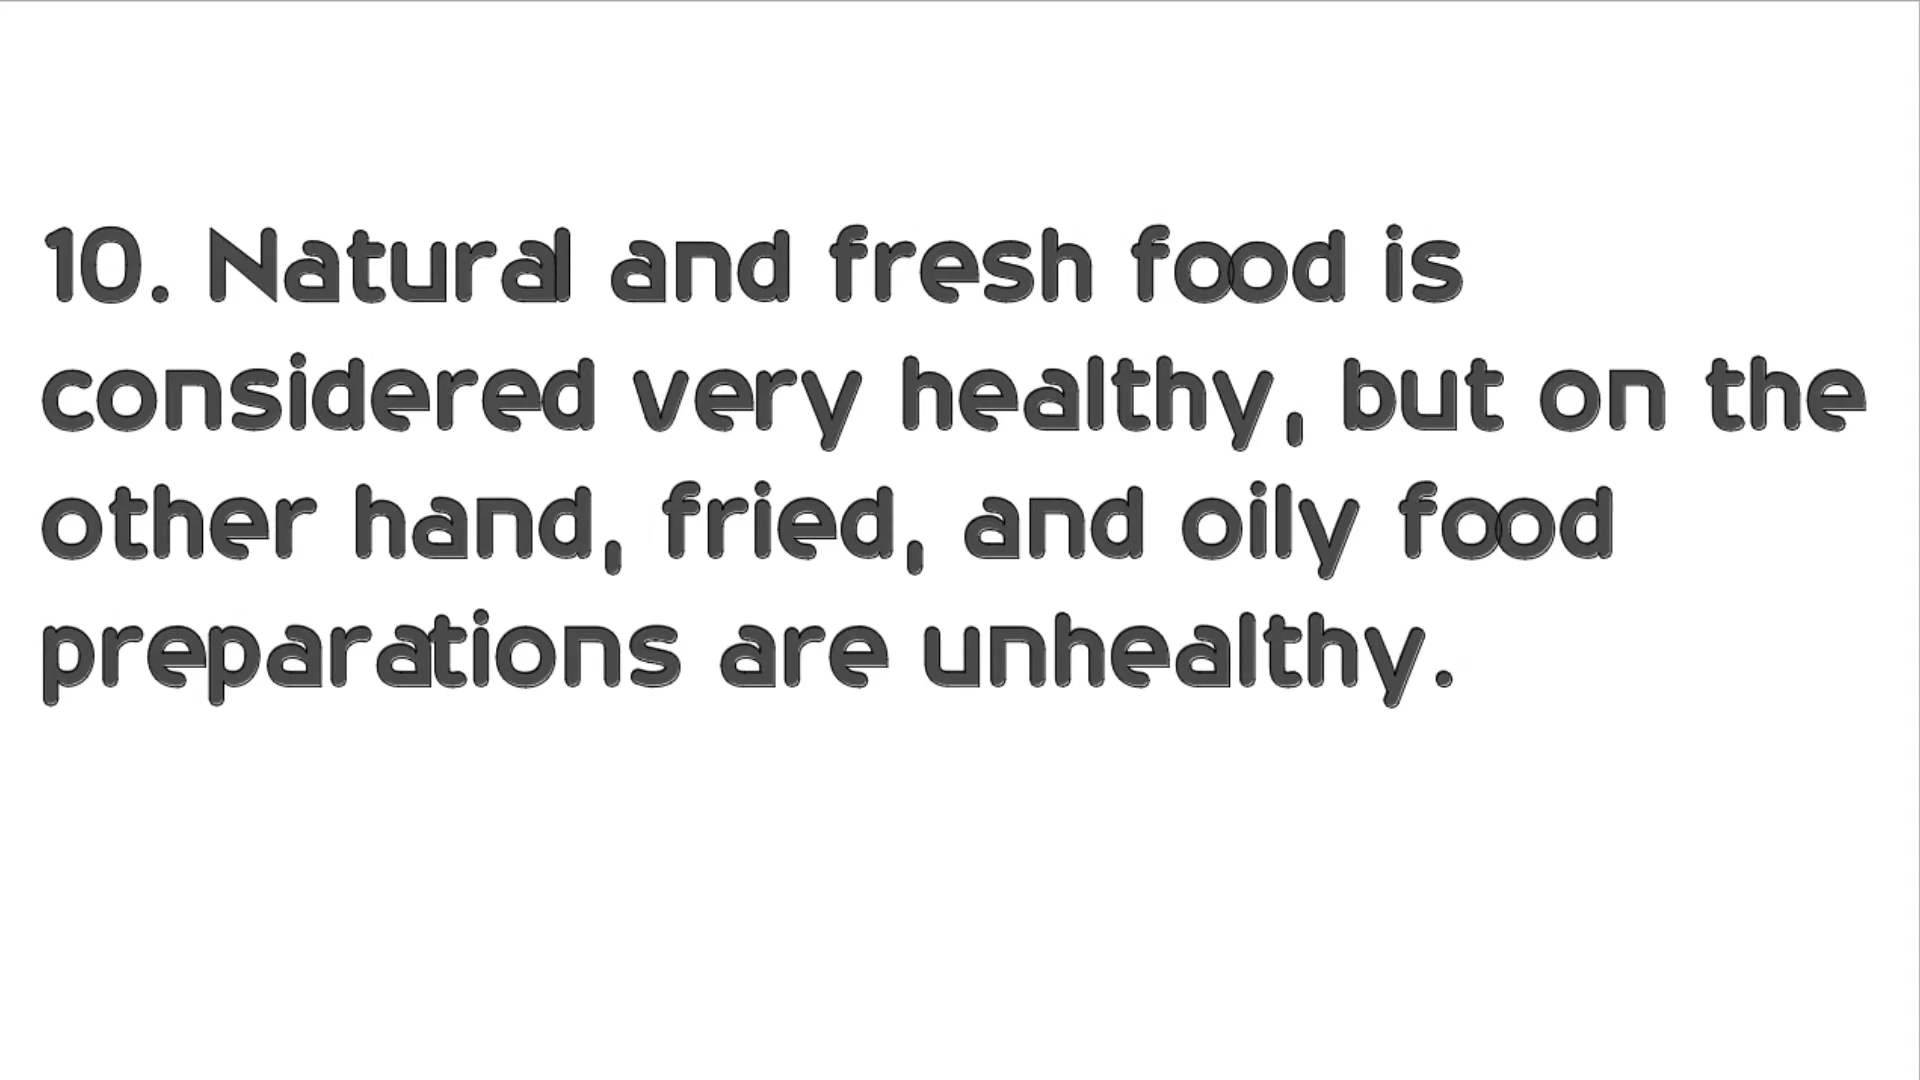 10. Natural and fresh food is
considered very healthy, but on the
other hand, fried, and oily food
preparations are unhealthy.